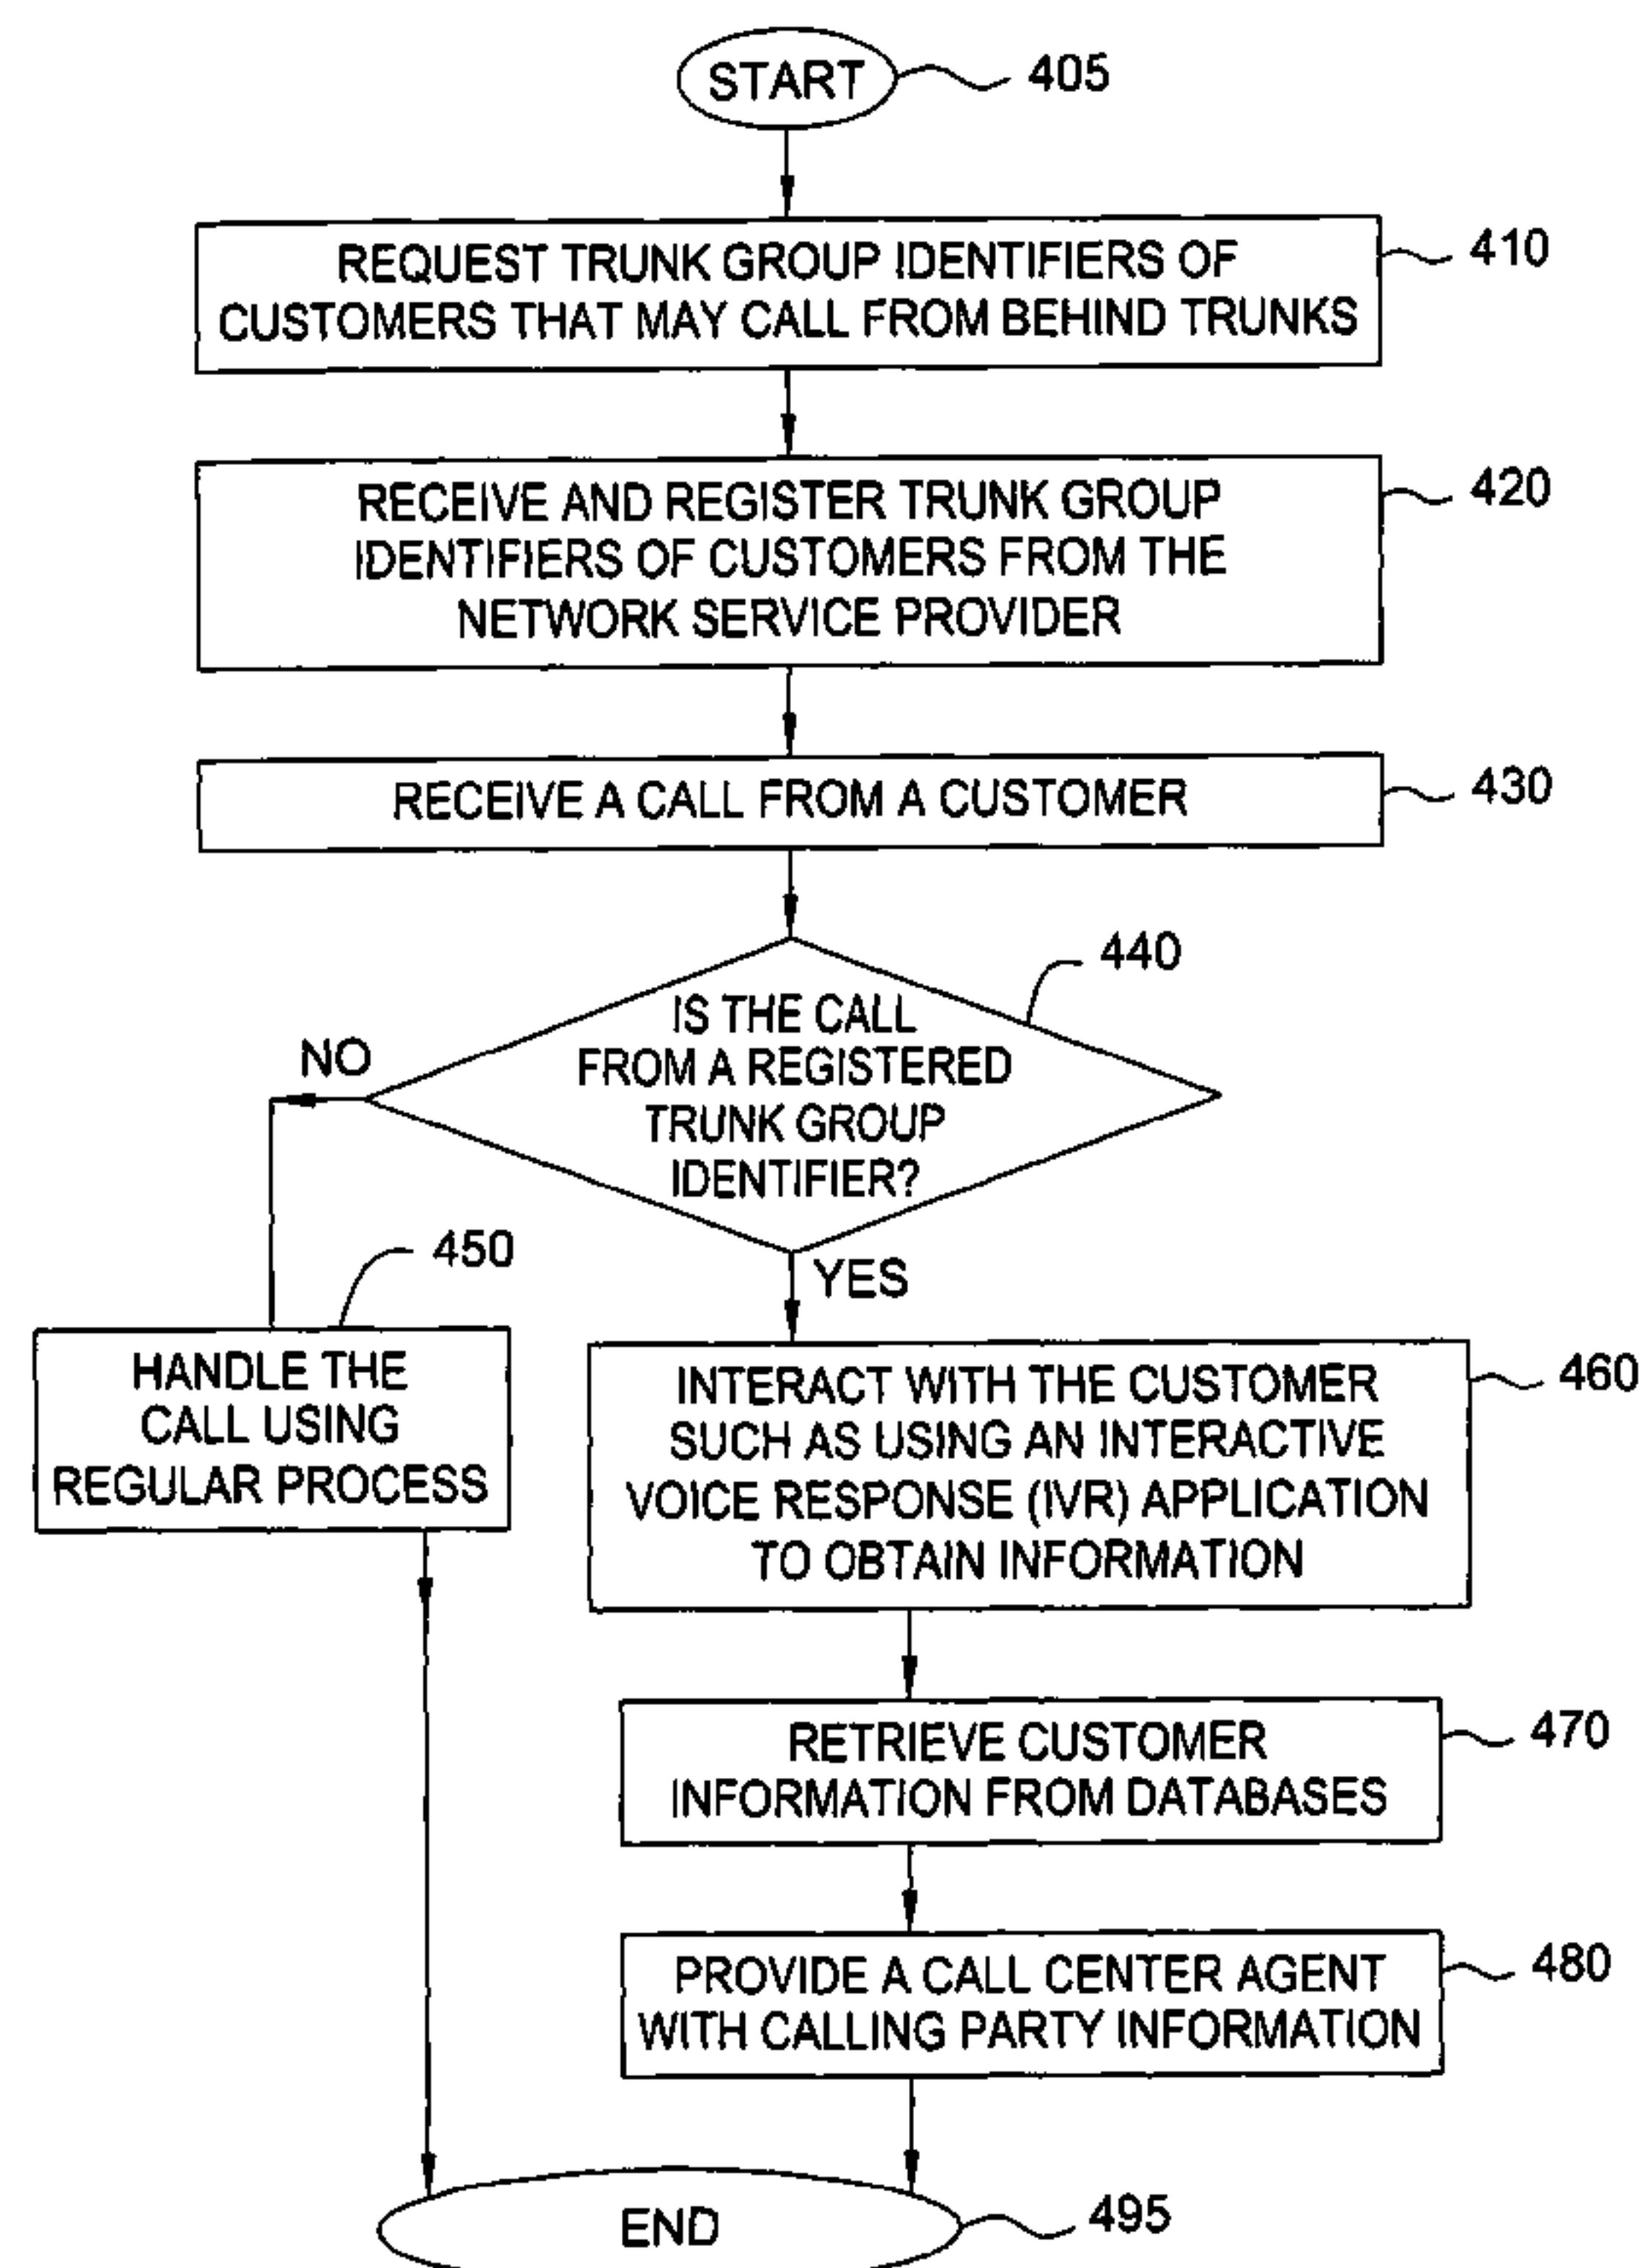 START
405
REQUEST TRUNK GROUP IDENTIFIERS OF
CUSTOMERS THAT MAY CALL FROM BEHIND TRUNKS
410
RECEIVE AND REGISTER TRUNK GROUP
IDENTIFIERS OF CUSTOMERS FROM THE
NETWORK SERVICE PROVIDER
420
RECEIVE A CALL FROM A CUSTOMER
430
440
IS THE CALL
FROM A REGISTERED
TRUNK GROUP
IDENTIFIER?
NO
YES
450
HANDLE THE
CALL USING
REGULAR PROCESS
INTERACT WITH THE CUSTOMER
SUCH AS USING AN INTERACTIVE
VOICE RESPONSE (IVR) APPLICATION
TO OBTAIN INFORMATION
460
RETRIEVE CUSTOMER
INFORMATION FROM DATABASES
470
PROVIDE A CALL CENTER AGENT
WITH CALLING PARTY INFORMATION
480
END
495